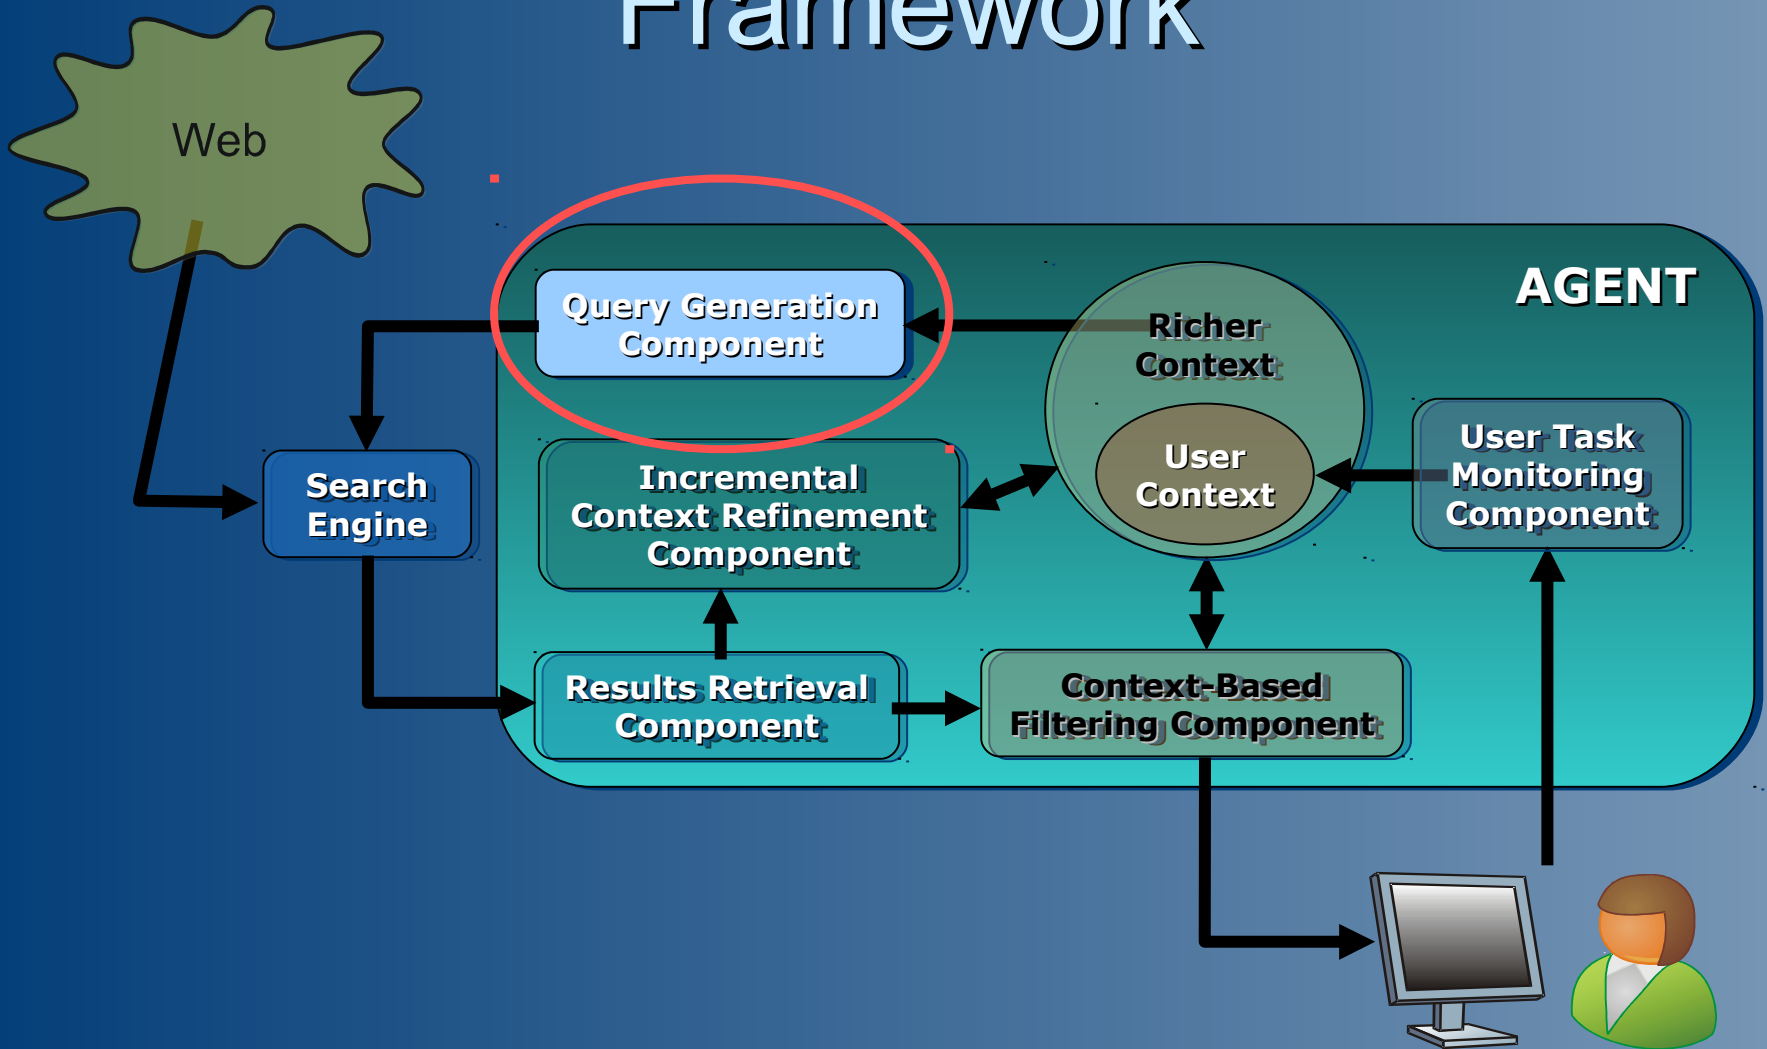 Framework
Web
AGENT
Query Generation
Component
Richer
Context
User
Context
User Task
Monitoring
Component
Search
Engine
Incremental
Context Refinement
Component
Results Retrieval
Component
Context-Based
Filtering Component